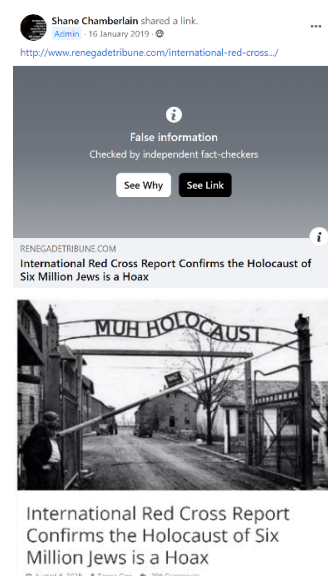 Shane Chamberlain shared a link.
Admin · 16 January 2019 ·
http://www.renegadetribune.com/international-red-cross.../
False information
Checked by independent fact-checkers
See Why See Link
RENEGADETRIBUNE.COM
International Red Cross Report Confirms the Holocaust of
Six Million Jews is a Hoax
MUH HOLOCAUST
HALT
International Red Cross Report
Confirms the Holocaust of Six
Million Jews is a Hoax